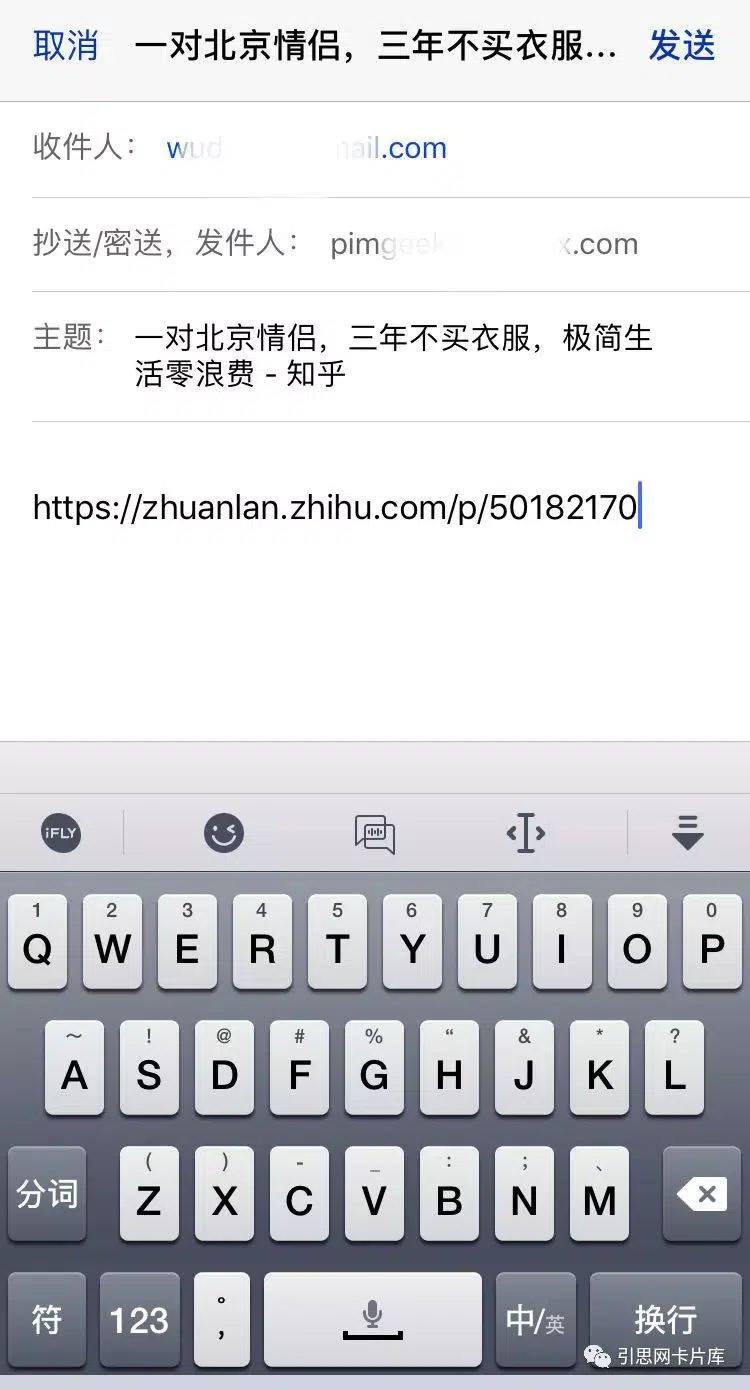 取消 一对北京情侣，三年不买衣服... 发送
收件人： wud ail.com
抄送/密送，发件人： pimgeek x.com
主题： 一对北京情侣，三年不买衣服，极简生
活零浪费 - 知乎
https://zhuanlan.zhihu.com/p/50182170
iFLY
1 2 3 4 5 6 7 8 9 0
Q W E R T Y U I O P
~ ! @ # % “ & * ?
A S D F G H J K L
( ) - _ : ; 、
分词 Z X C V B N M
符 123 ° , 中/英 换行
引思网卡片库